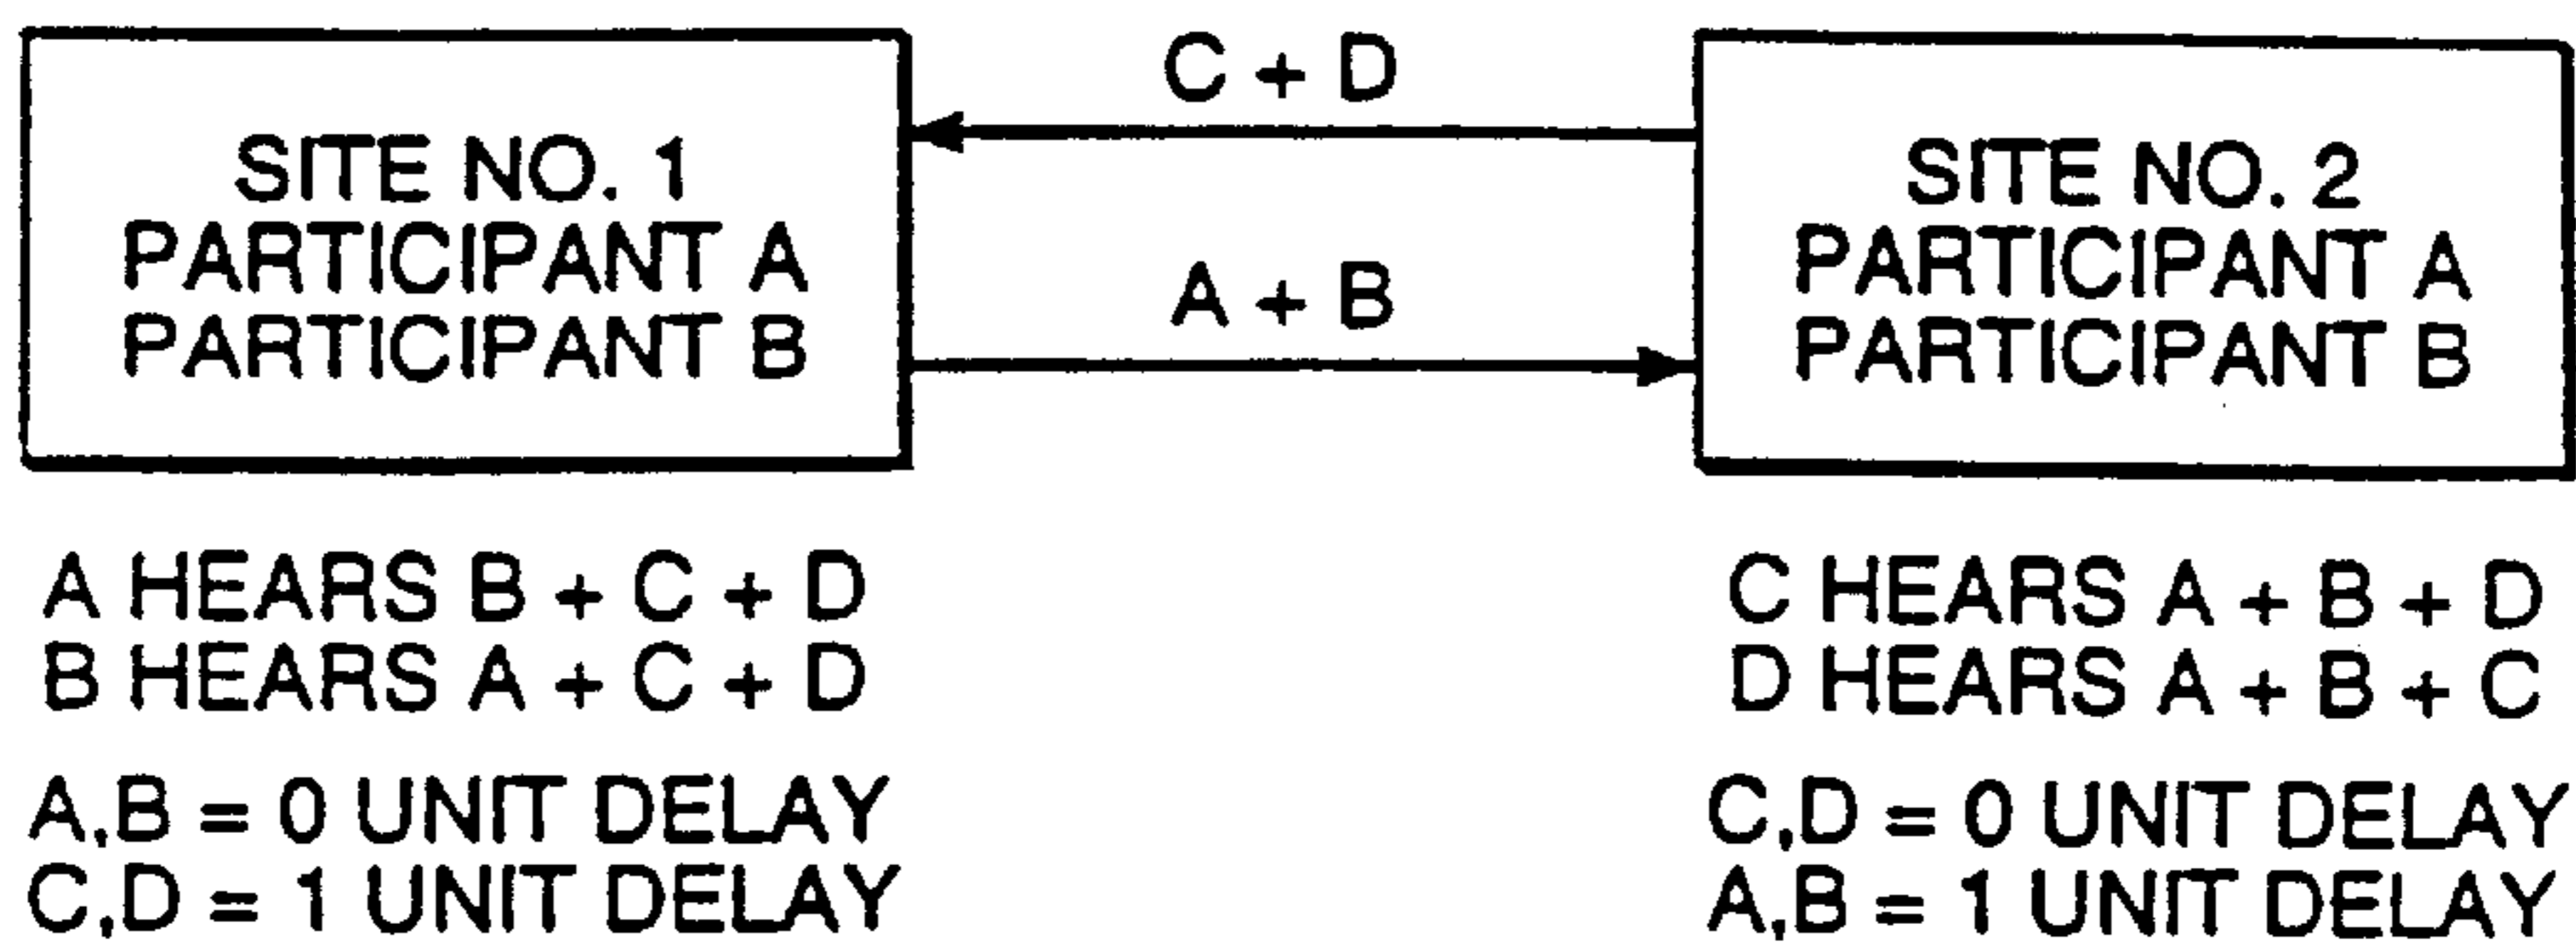 SITE NO. 1
PARTICIPANT A
PARTICIPANT B
C + D
A + B
SITE NO. 2
PARTICIPANT A
PARTICIPANT B
A HEARS B + C + D
B HEARS A + C + D
A,B = 0 UNIT DELAY
C,D = 1 UNIT DELAY
C HEARS A + B + D
D HEARS A + B + C
C,D = 0 UNIT DELAY
A,B = 1 UNIT DELAY